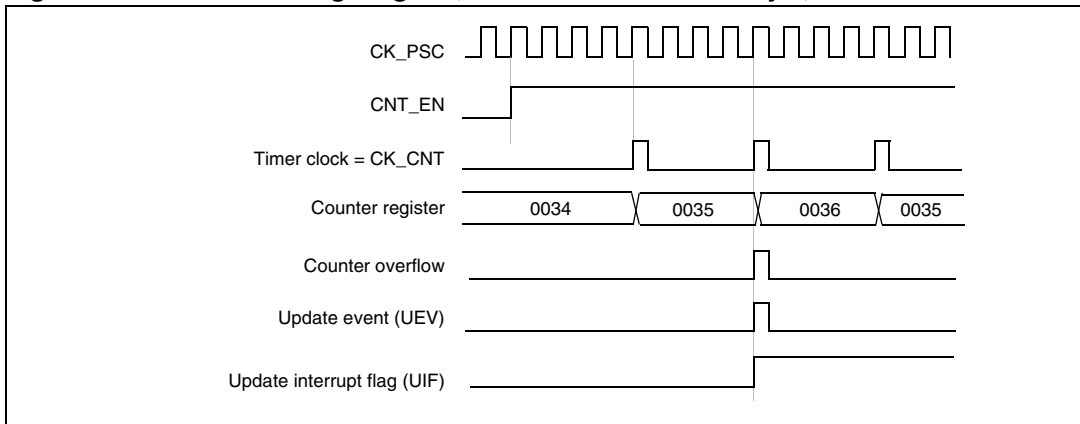 CK_PSC
CNT_EN
Timer clock = CK_CNT
Counter register 0034 0035 0036 0035
Counter overflow
Update event (UEV)
Update interrupt flag (UIF)